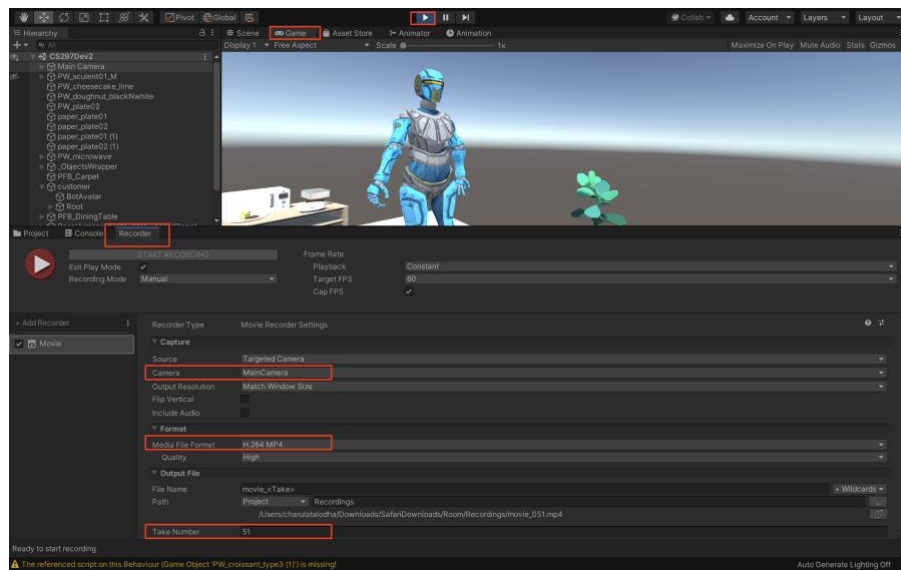 Pivot Global Collab Account Layers Layout
Hierarchy Scene Game Asset Store Animator Animation
All Display 1 Free Aspect Scale 1x Maximize On Play Mute Audio Stats Gizmos
CS297Dev2
Main Camera
PW_sculent01_M
PW_cheesecake_lime
PW_doughnut_blackNwhite
PW_plate02
paper_plate01
paper_plate02
paper_plate01 (1)
paper_plate02 (1)
PW_microwave
_ObjectsWrapper
PFB_Carpet
customer
BotAvatar
Root
PFB_DiningTable
Project Console Recorder
START RECORDING Frame Rate
Exit Play Mode Playback Constant
Recording Mode Manual Target FPS 60
Cap FPS
+ Add Recorder Recorder Type Movie Recorder Settings
Movie Capture
Source Targeted Camera
Camera MainCamera
Output Resolution Match Window Size
Flip Vertical
Include Audio
Format
Media File Format H.264 MP4
Quality High
Output File
File Name movie_<Take> + Wildcards
Path Project Recordings ...
/Users/charulatalodha/Downloads/SafariDownloads/Room/Recordings/movie_051.mp4
Take Number 51
Ready to start recording
The referenced script on this Behaviour (Game Object 'PW_croissant_type3 (1)') is missing! Auto Generate Lighting Off